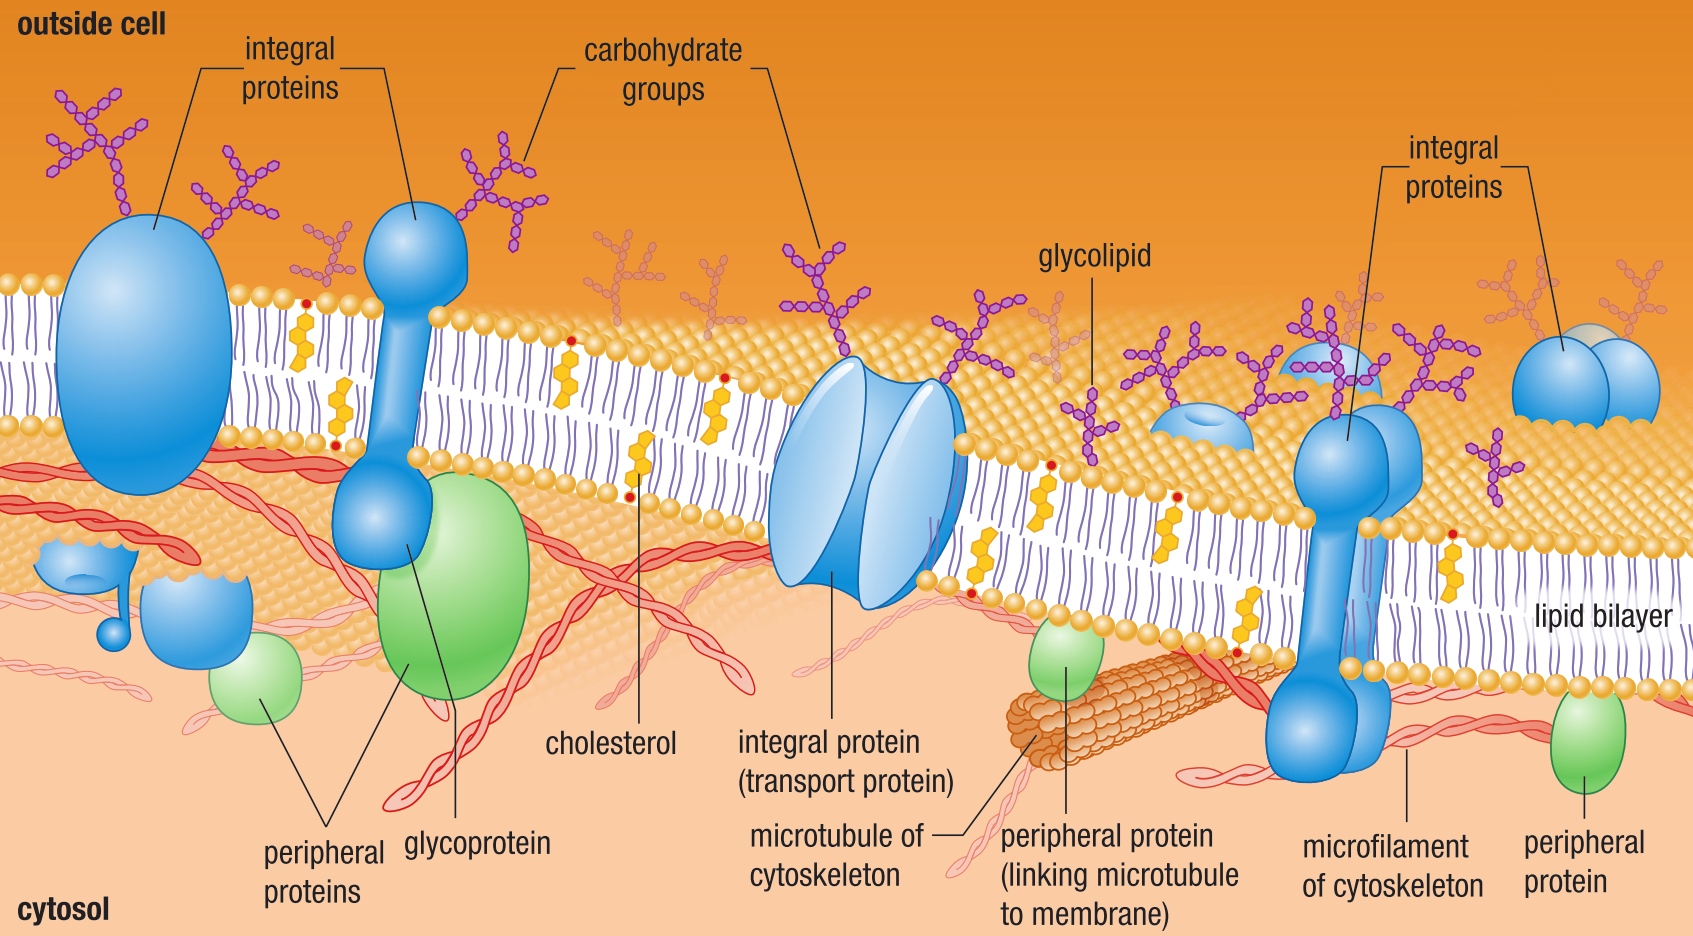 outside cell
integral
proteins
carbohydrate
groups
integral
proteins
glycolipid
lipid bilayer
cholesterol
integral protein
(transport protein)
microtubule of
cytoskeleton
peripheral protein
(linking microtubule
to membrane)
microfilament
of cytoskeleton
peripheral
protein
peripheral
proteins
glycoprotein
cytosol